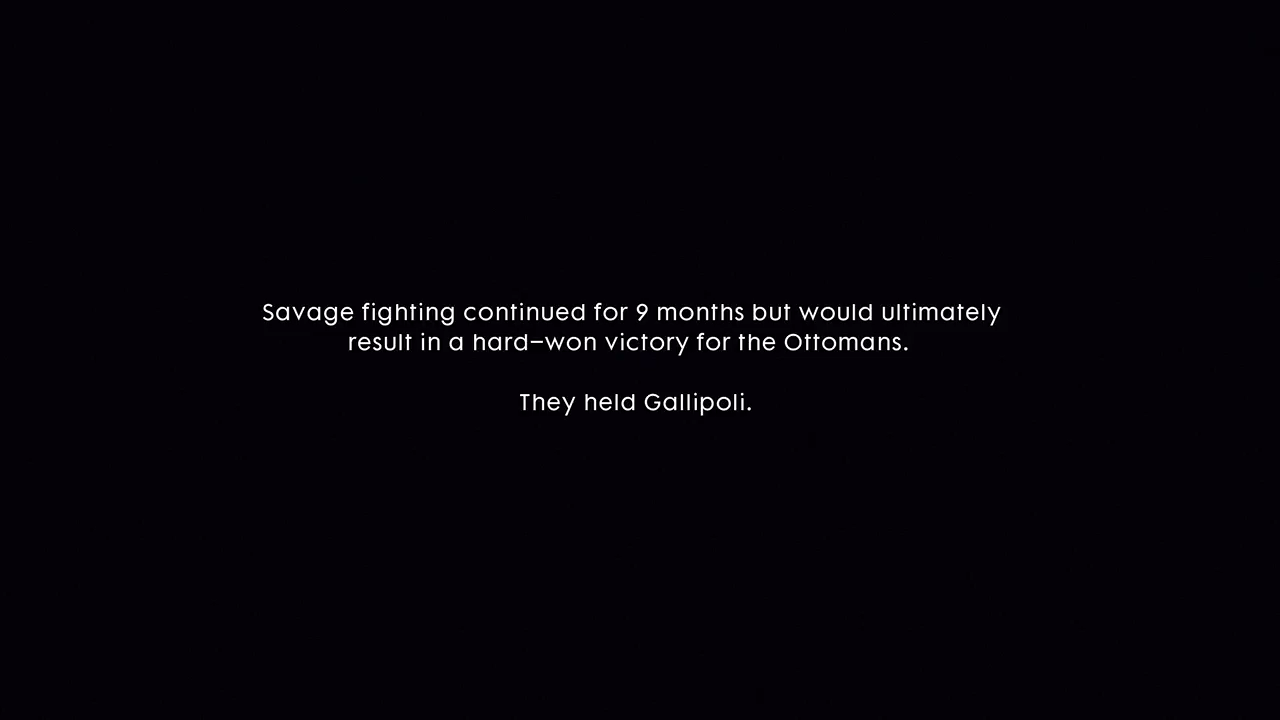 Savage fighting continued for 9 months but would ultimately
result in a hard–won victory for the Ottomans.
They held Gallipoli.